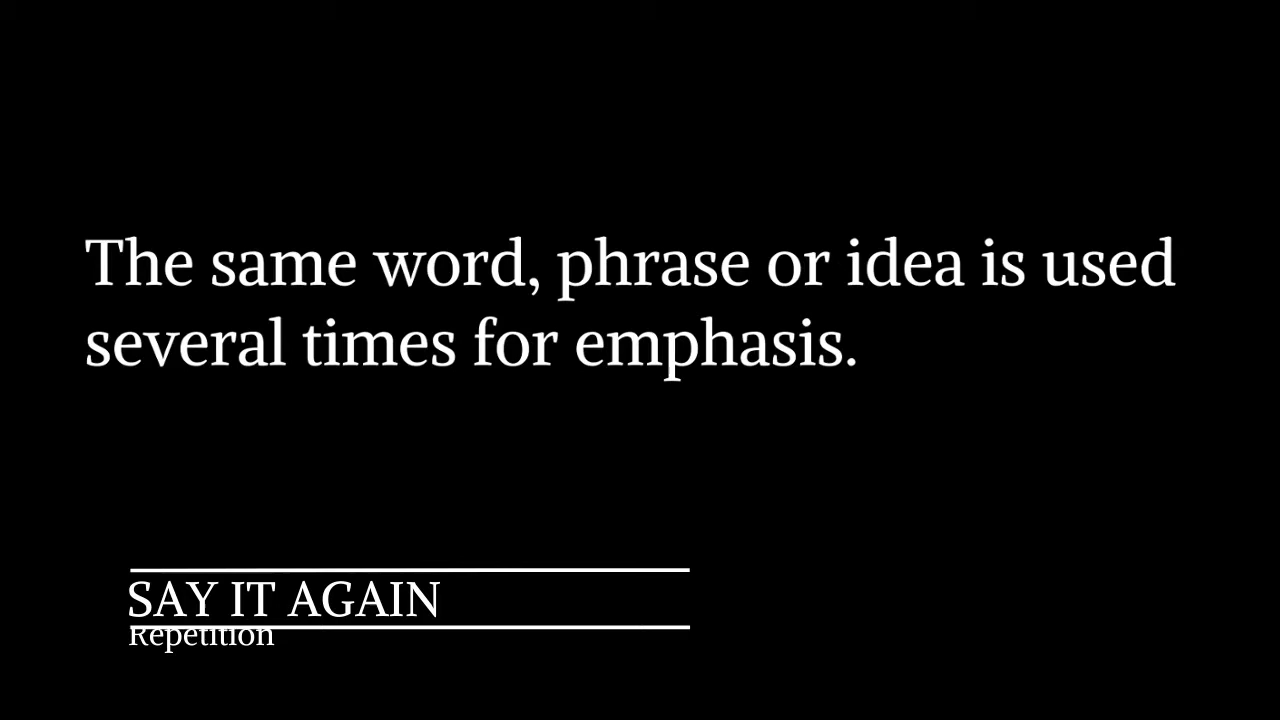 The same word, phrase or idea is used
several times for emphasis.
SAY IT AGAIN
Repetition